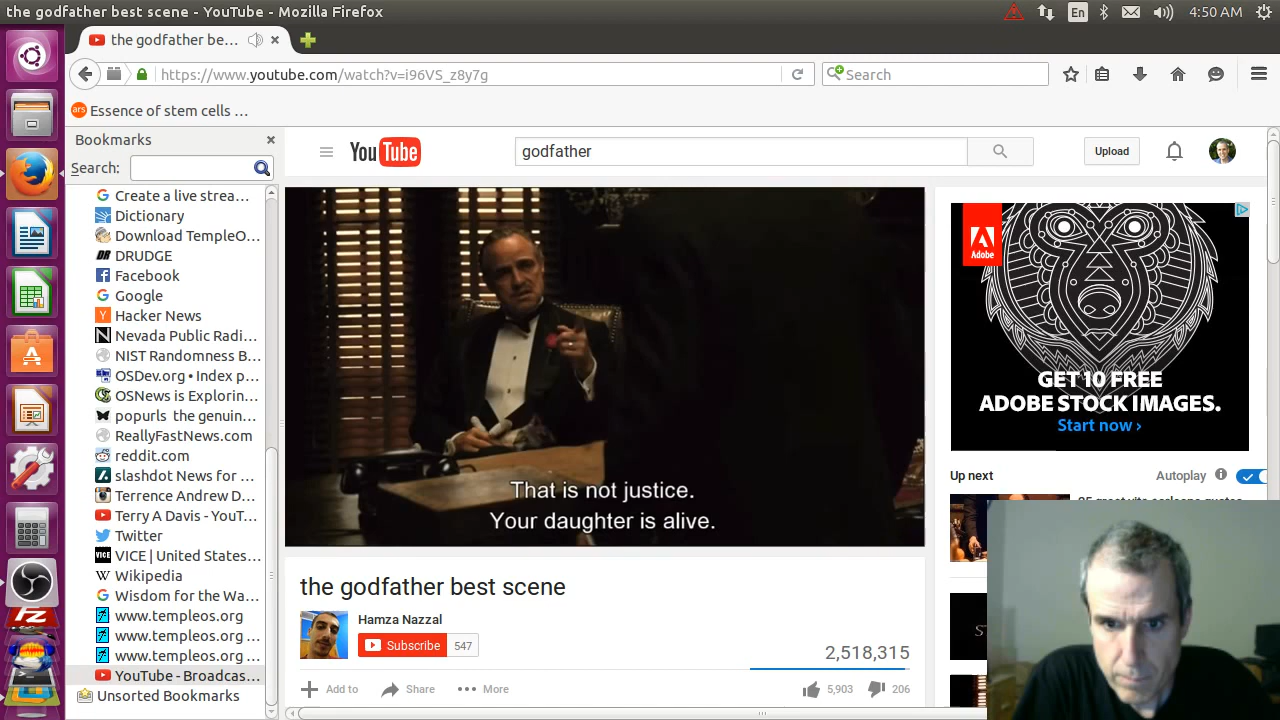 the godfather best scene - YouTube - Mozilla Firefox
En
4:50 AM
the godfather be...
https://www.youtube.com/watch?v=i96VS_z8y7g
Search
ars Essence of stem cells ...
Bookmarks
Search:
Create a live strea...
Dictionary
Download TempleO...
DR DRUDGE
Facebook
Google
Hacker News
Nevada Public Radi...
NIST Randomness B...
OSDev.org • Index p...
OSNews is Explorin...
popurls the genuin...
ReallyFastNews.com
reddit.com
slashdot News for ...
Terrence Andrew D...
Terry A Davis - YouT...
Twitter
VICE | United States...
Wikipedia
Wisdom for the Wa...
www.templeos.org
www.templeos.org ...
www.templeos.org ...
YouTube - Broadcas...
Unsorted Bookmarks
YouTube
godfather
Upload
That is not justice.
Your daughter is alive.
the godfather best scene
Hamza Nazzal
Subscribe 547
2,518,315
Add to
Share
More
5,903
206
Adobe
GET 10 FREE
ADOBE STOCK IMAGES.
Start now ›
Up next
Autoplay